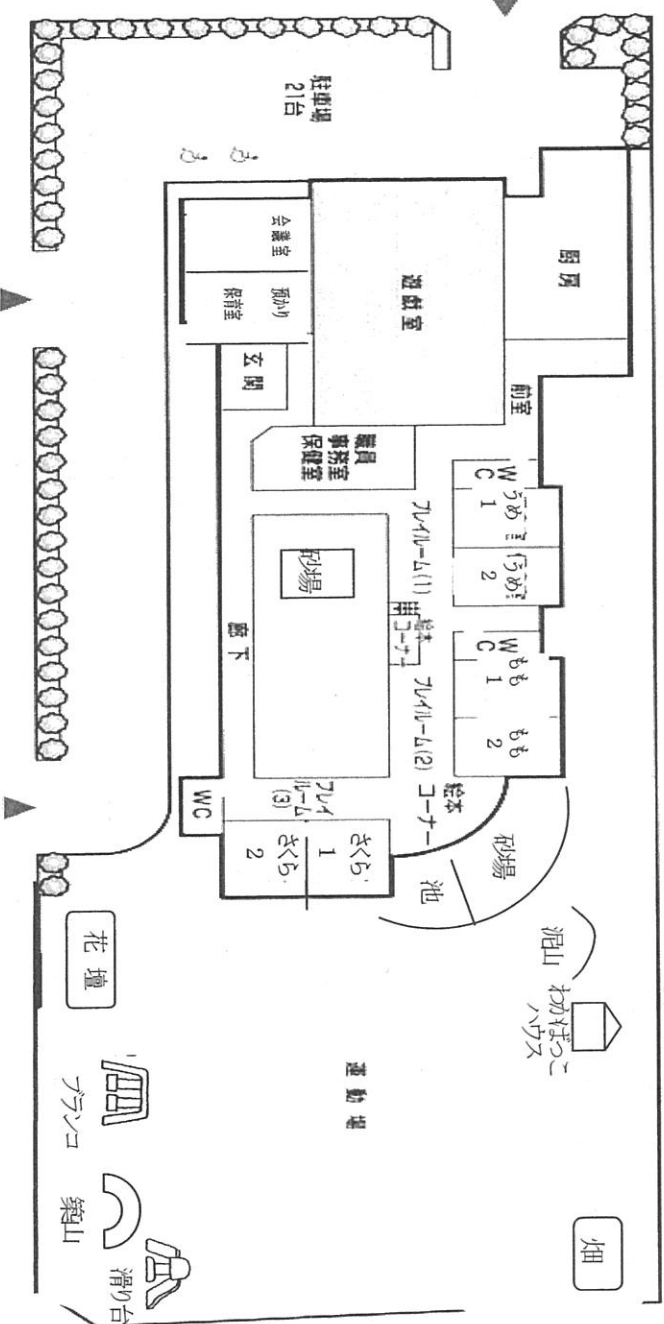 駐車場
21台
会議室
預かり
保育室
遊戯室
厨房
玄関
前室
職員
事務室
保健室
WC
うめ
1
うめ
2
プレイルーム(1)
砂場
絵本
コーナー
廊下
WC
もも
1
もも
2
プレイルーム(2)
絵本
コーナー
プレイ
ルーム
(3)
WC
さくら
1
さくら
2
砂場
池
泥山
わかばっこ
ハウス
花壇
運動場
ブランコ
築山
滑り台
畑